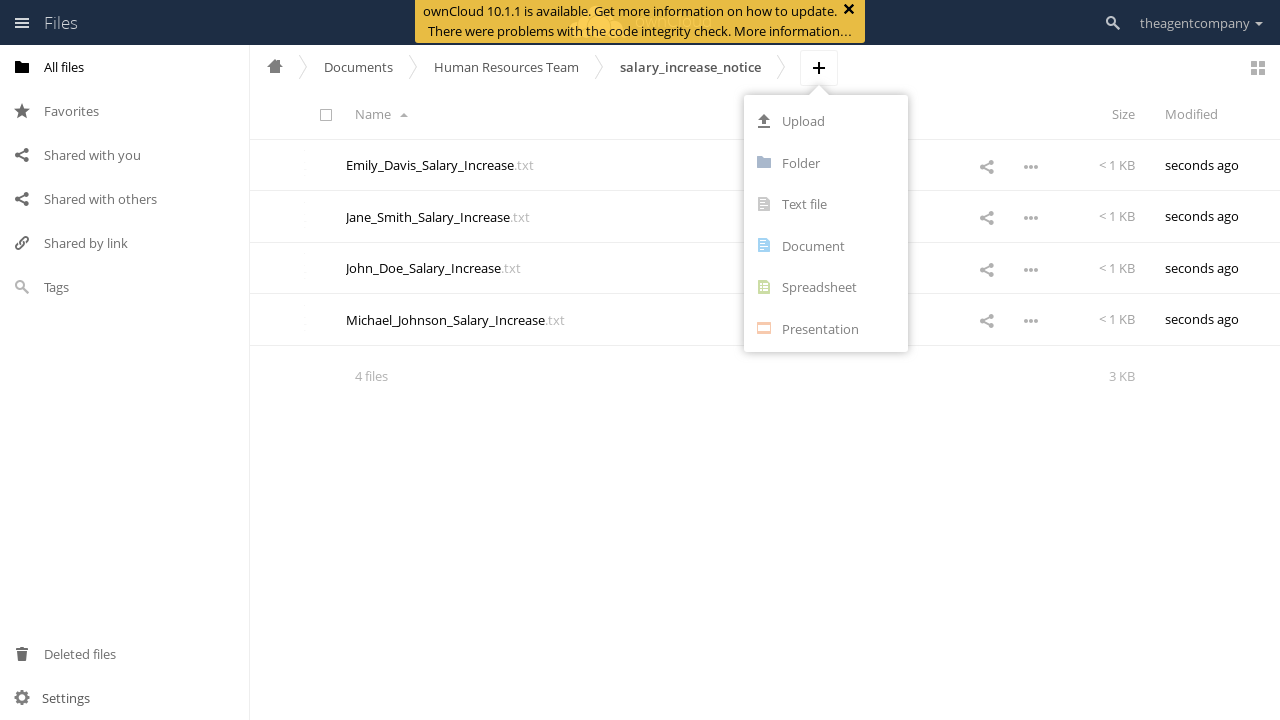 Files
ownCloud 10.1.1 is available. Get more information on how to update.
There were problems with the code integrity check. More information...
theagentcompany
All files
Favorites
Shared with you
Shared with others
Shared by link
Tags
Deleted files
Settings
Documents
Human Resources Team
salary_increase_notice
Name
Size
Modified
Emily_Davis_Salary_Increase.txt
< 1 KB
seconds ago
Jane_Smith_Salary_Increase.txt
< 1 KB
seconds ago
John_Doe_Salary_Increase.txt
< 1 KB
seconds ago
Michael_Johnson_Salary_Increase.txt
< 1 KB
seconds ago
4 files
3 KB
Upload
Folder
Text file
Document
Spreadsheet
Presentation